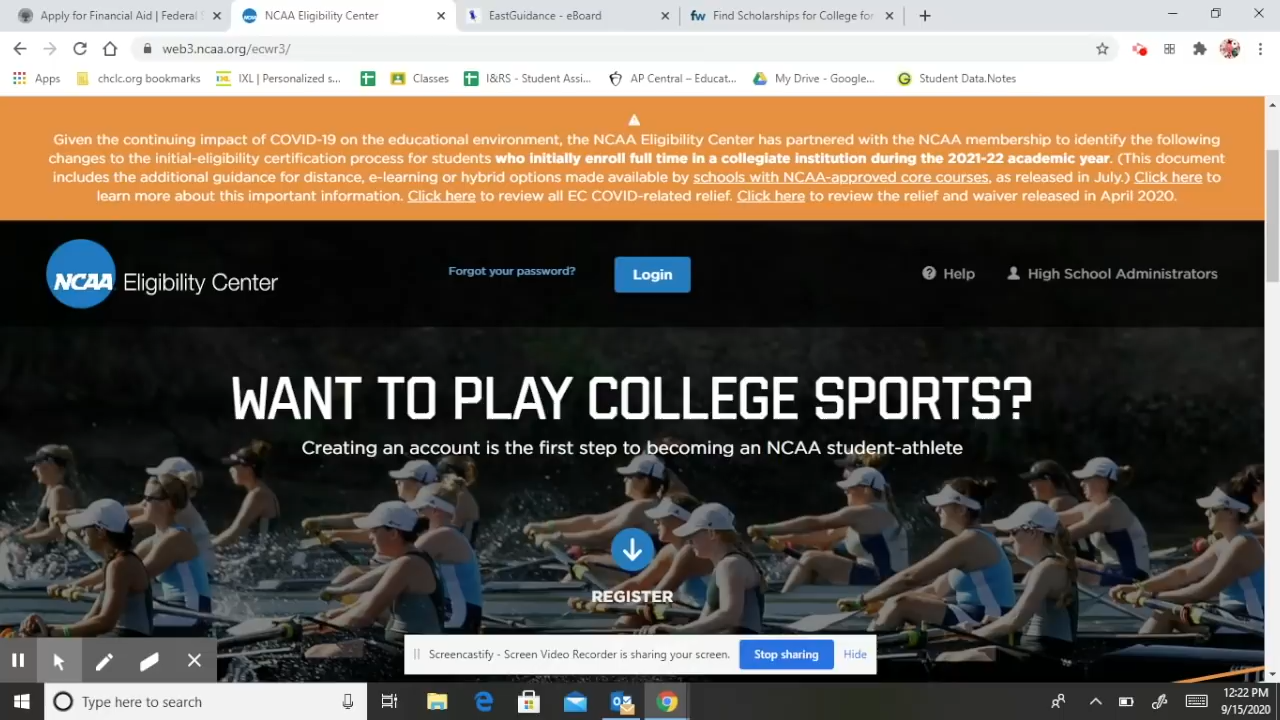 Apply for Financial Aid | Federal
NCAA Eligibility Center
EastGuidance - eBoard
fw Find Scholarships for College for
web3.ncaa.org/ecwr3/
Apps
chclc.org bookmarks
IXL | Personalized s...
Classes
I&RS - Student Assi...
AP Central – Educat...
My Drive - Google...
Student Data.Notes
Given the continuing impact of COVID-19 on the educational environment, the NCAA Eligibility Center has partnered with the NCAA membership to identify the following
changes to the initial-eligibility certification process for students who initially enroll full time in a collegiate institution during the 2021-22 academic year. (This document
includes the additional guidance for distance, e-learning or hybrid options made available by schools with NCAA-approved core courses, as released in July.) Click here to
learn more about this important information. Click here to review all EC COVID-related relief. Click here to review the relief and waiver released in April 2020.
NCAA Eligibility Center
Forgot your password?
Login
Help
High School Administrators
WANT TO PLAY COLLEGE SPORTS?
Creating an account is the first step to becoming an NCAA student-athlete
REGISTER
Screencastify - Screen Video Recorder is sharing your screen.
Stop sharing
Hide
Type here to search
12:22 PM
9/15/2020